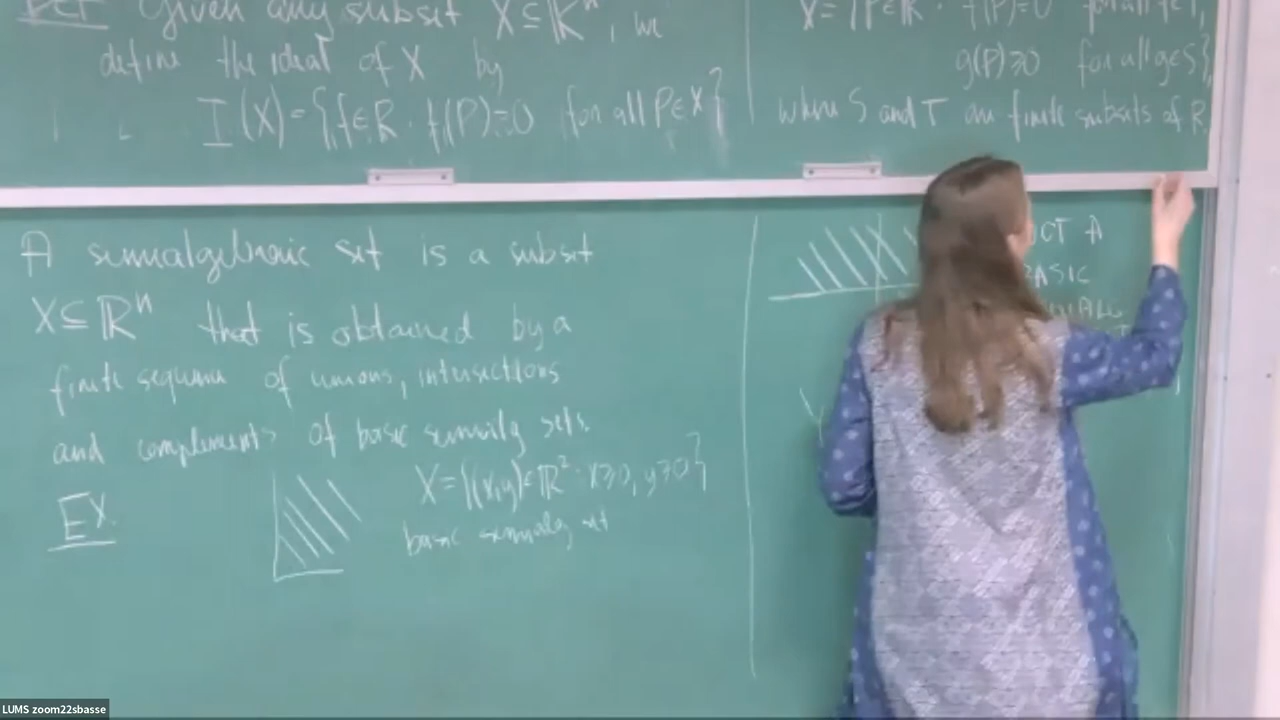 Def Given any subset X⊆ℝⁿ, we
define the ideal of X by
I(X)={f∈R · f(P)=0 for all P∈X}
X={P∈ℝ · f(P)=0 for all f∈T,
g(P)≥0 for all g∈S},
where S and T are finite subsets of R.
A semialgebraic set is a subset
X⊆ℝⁿ that is obtained by a
finite sequence of unions, intersections
and complements of basic semialg sets.
Ex.
X={(x,y)∈ℝ² · x≥0, y≥0}
basic semialg set
A
BASIC
LUMS zoom22sbasse